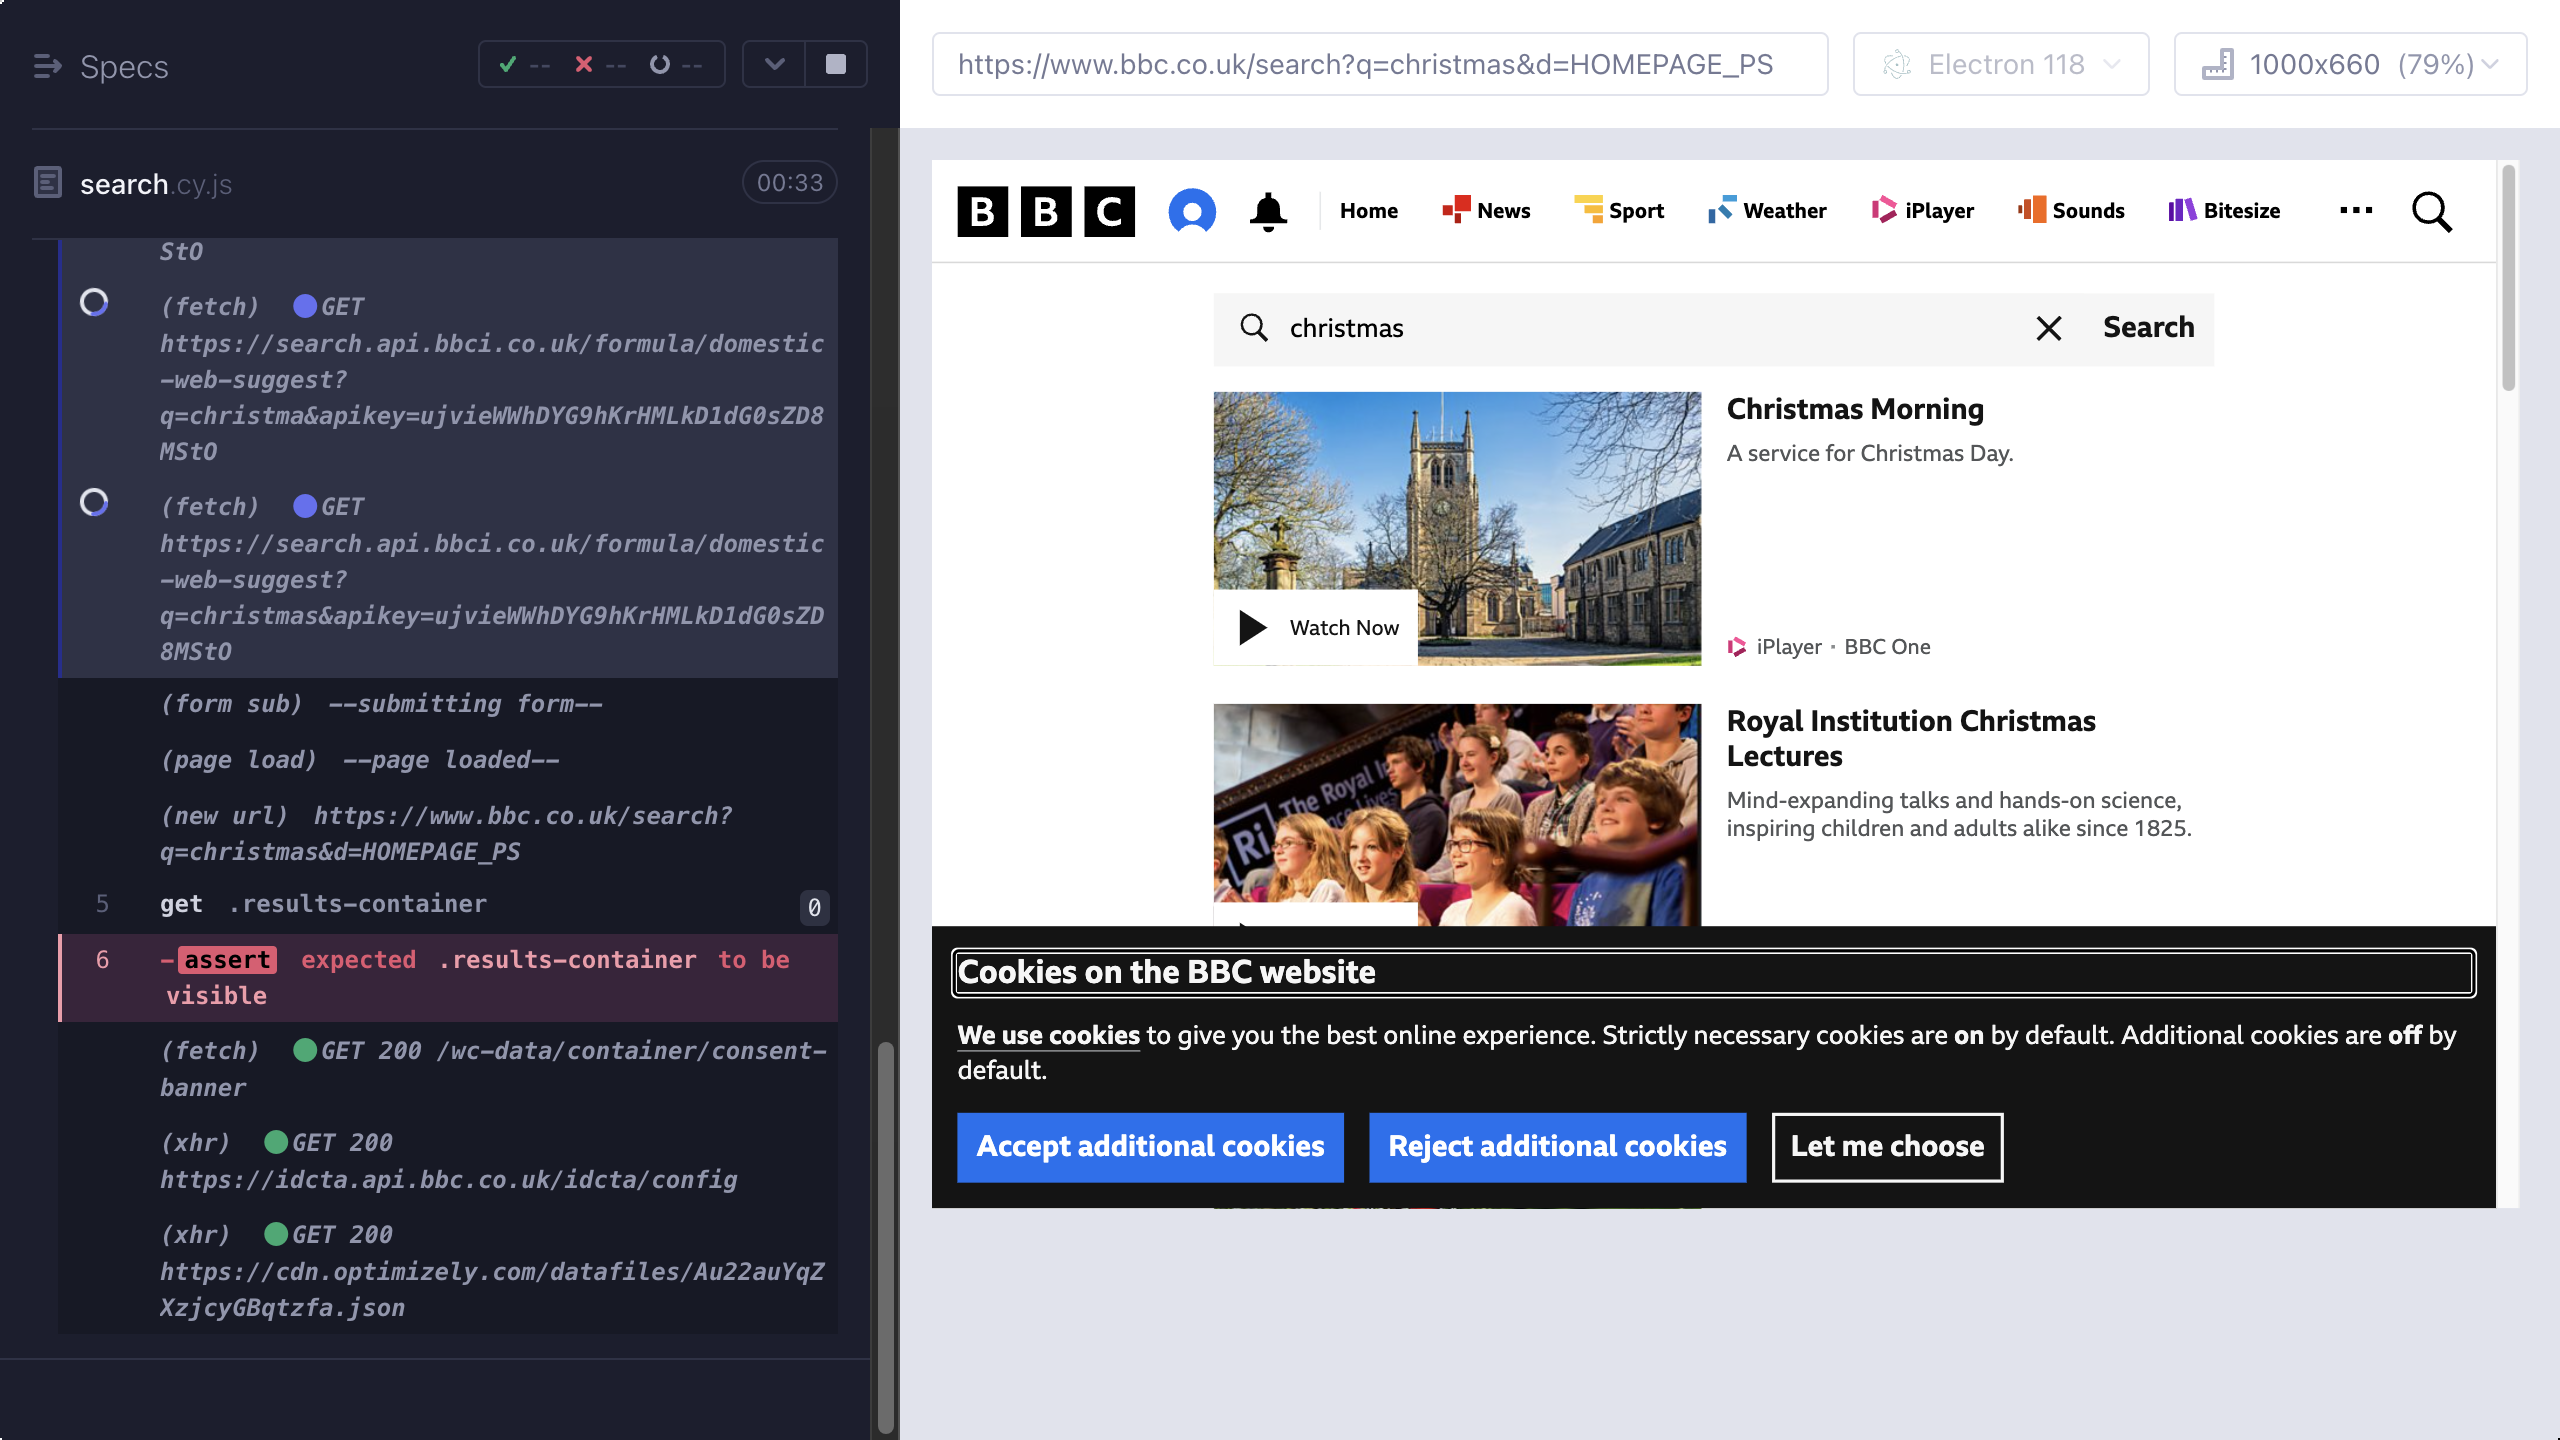 Specs
-- -- --
search.cy.js 00:33
StO
(fetch) GET
https://search.api.bbci.co.uk/formula/domestic
-web-suggest?
q=christma&apikey=ujvieWWhDYG9hKrHMLkD1dG0sZD8
MStO
(fetch) GET
https://search.api.bbci.co.uk/formula/domestic
-web-suggest?
q=christmas&apikey=ujvieWWhDYG9hKrHMLkD1dG0sZD
8MStO
(form sub) --submitting form--
(page load) --page loaded--
(new url) https://www.bbc.co.uk/search?
q=christmas&d=HOMEPAGE_PS
5 get .results-container 0
6 -assert expected .results-container to be
visible
(fetch) GET 200 /wc-data/container/consent-
banner
(xhr) GET 200
https://idcta.api.bbc.co.uk/idcta/config
(xhr) GET 200
https://cdn.optimizely.com/datafiles/Au22auYqZ
XzjcyGBqtzfa.json
https://www.bbc.co.uk/search?q=christmas&d=HOMEPAGE_PS
Electron 118
1000x660 (79%)
BBC Home News Sport Weather iPlayer Sounds Bitesize
christmas
Search
Christmas Morning
A service for Christmas Day.
Watch Now
iPlayer · BBC One
Royal Institution Christmas
Lectures
Mind-expanding talks and hands-on science,
inspiring children and adults alike since 1825.
The Royal
Ri
Cookies on the BBC website
We use cookies to give you the best online experience. Strictly necessary cookies are on by default. Additional cookies are off by
default.
Accept additional cookies
Reject additional cookies
Let me choose